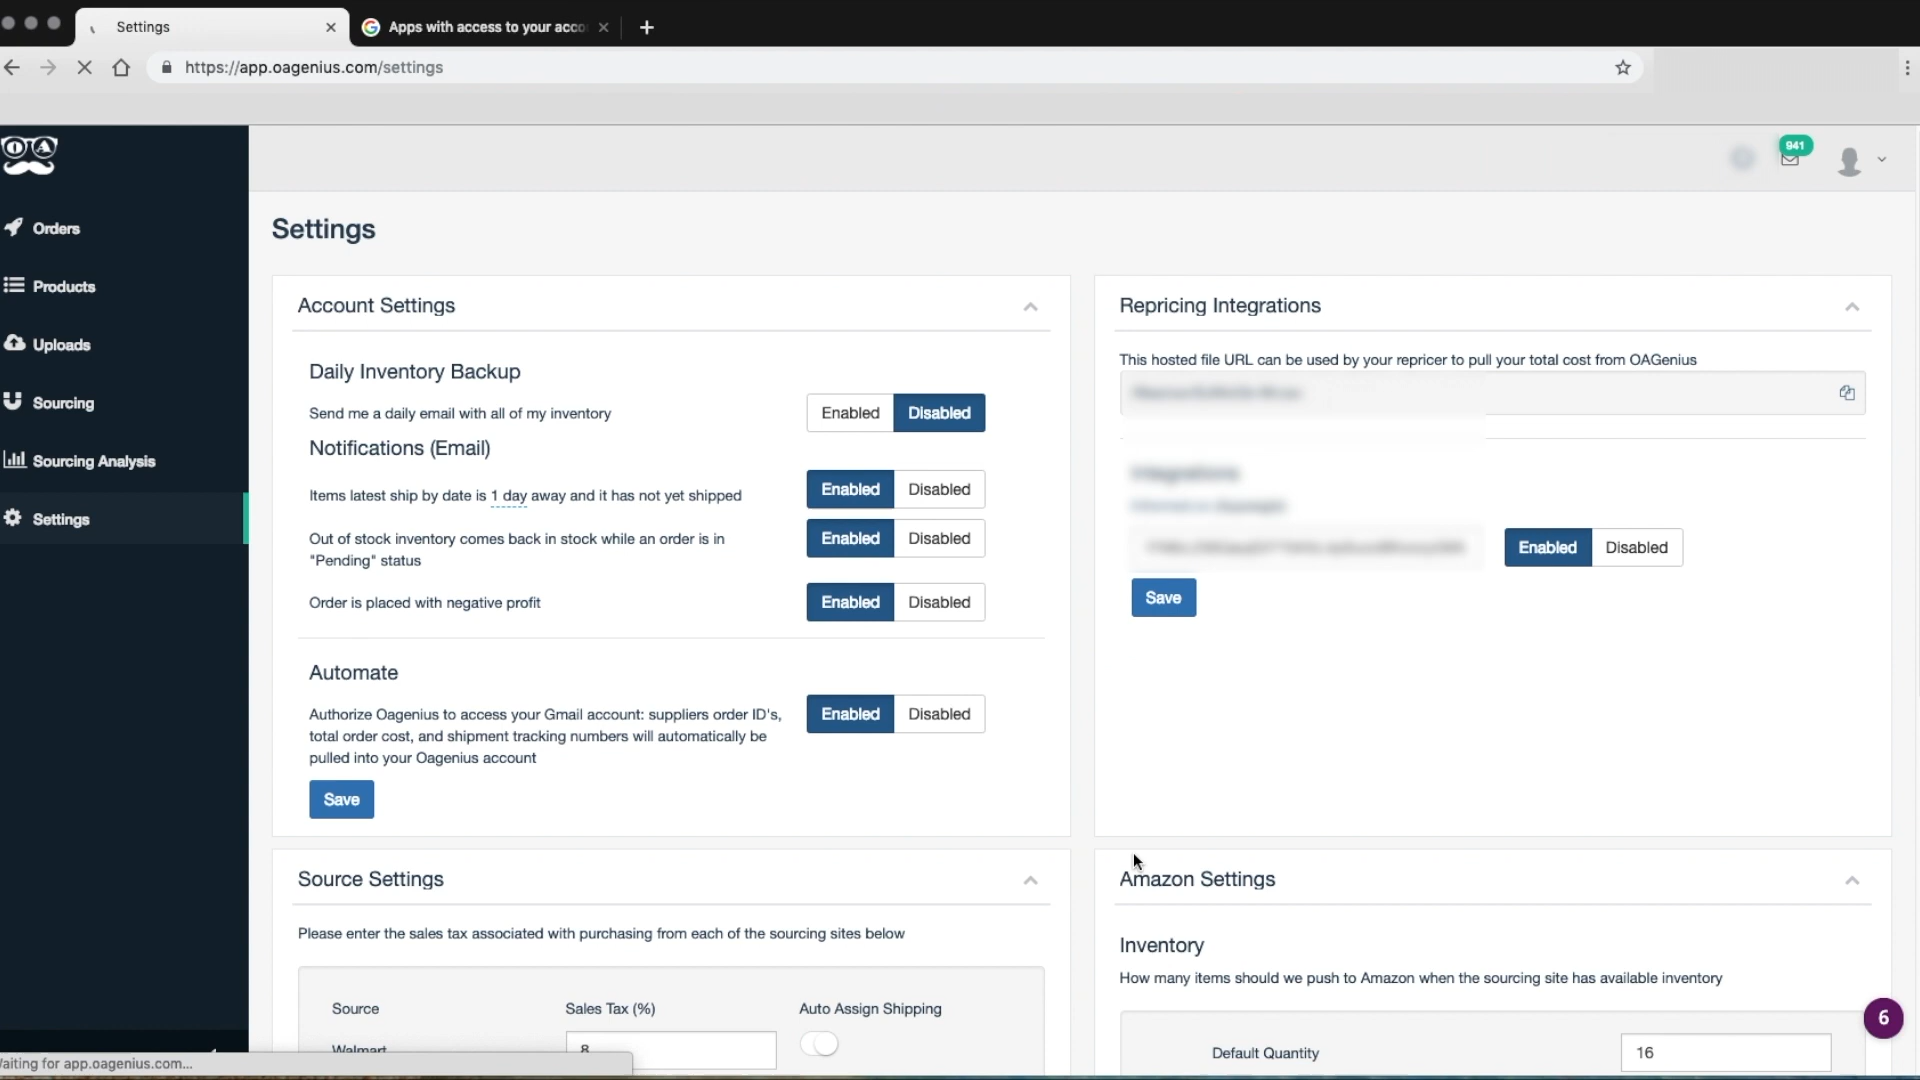 Settings
Apps with access to your acco
https://app.oagenius.com/settings
OA
941
Orders
Products
Uploads
Sourcing
Sourcing Analysis
Settings
Settings
Account Settings
Daily Inventory Backup
Send me a daily email with all of my inventory
Enabled Disabled
Notifications (Email)
Items latest ship by date is 1 day away and it has not yet shipped
Enabled Disabled
Out of stock inventory comes back in stock while an order is in
"Pending" status
Enabled Disabled
Order is placed with negative profit
Enabled Disabled
Automate
Authorize Oagenius to access your Gmail account: suppliers order ID's,
total order cost, and shipment tracking numbers will automatically be
pulled into your Oagenius account
Enabled Disabled
Save
Repricing Integrations
This hosted file URL can be used by your repricer to pull your total cost from OAGenius
Integrations
Enabled Disabled
Save
Source Settings
Please enter the sales tax associated with purchasing from each of the sourcing sites below
Source Sales Tax (%) Auto Assign Shipping
Walmart 8
Amazon Settings
Inventory
How many items should we push to Amazon when the sourcing site has available inventory
Default Quantity 16
6
aiting for app.oagenius.com...